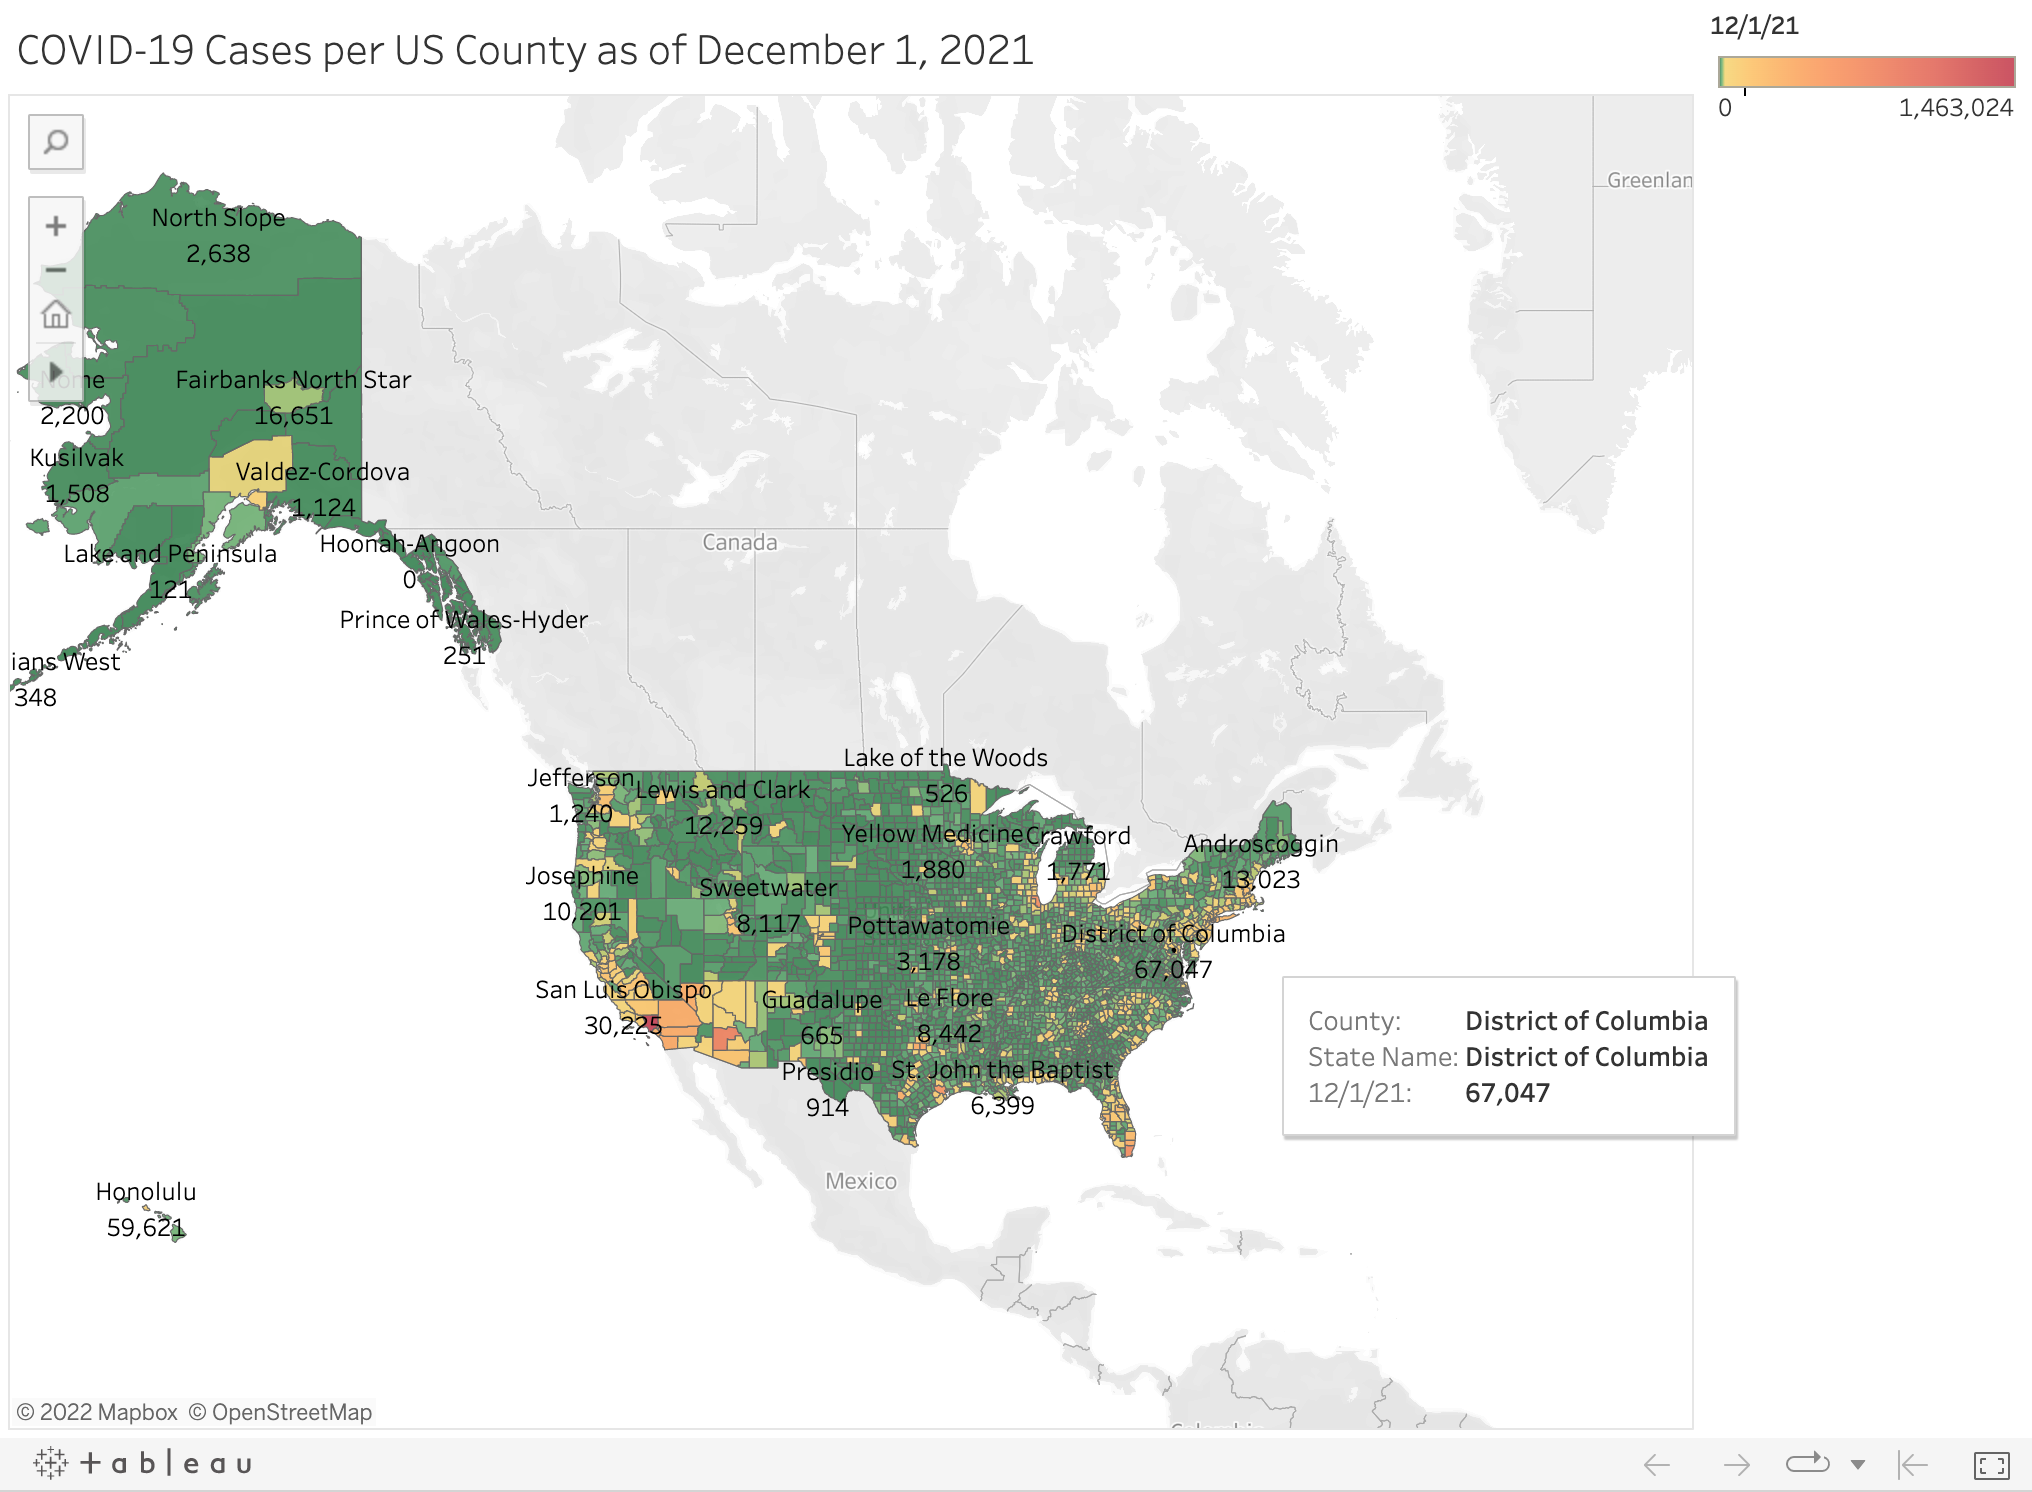 COVID-19 Cases per US County as of December 1, 2021
12/1/21
0
1,463,024
Greenlan
North Slope
2,638
Nome
2,200
Fairbanks North Star
16,651
Kusilvak
1,508
Valdez-Cordova
1,124
Lake and Peninsula
121
Hoonah-Angoon
0
Prince of Wales-Hyder
251
ians West
348
Canada
Lake of the Woods
526
Jefferson
1,240
Lewis and Clark
12,259
Yellow Medicine
1,880
Crawford
1,771
Androscoggin
13,023
Josephine
10,201
Sweetwater
8,117
Pottawatomie
3,178
District of Columbia
67,047
San Luis Obispo
30,225
Guadalupe
665
Le Flore
8,442
Presidio
914
St. John the Baptist
6,399
County: District of Columbia
State Name: District of Columbia
12/1/21: 67,047
Mexico
Honolulu
59,621
© 2022 Mapbox © OpenStreetMap
+ a b l e a u